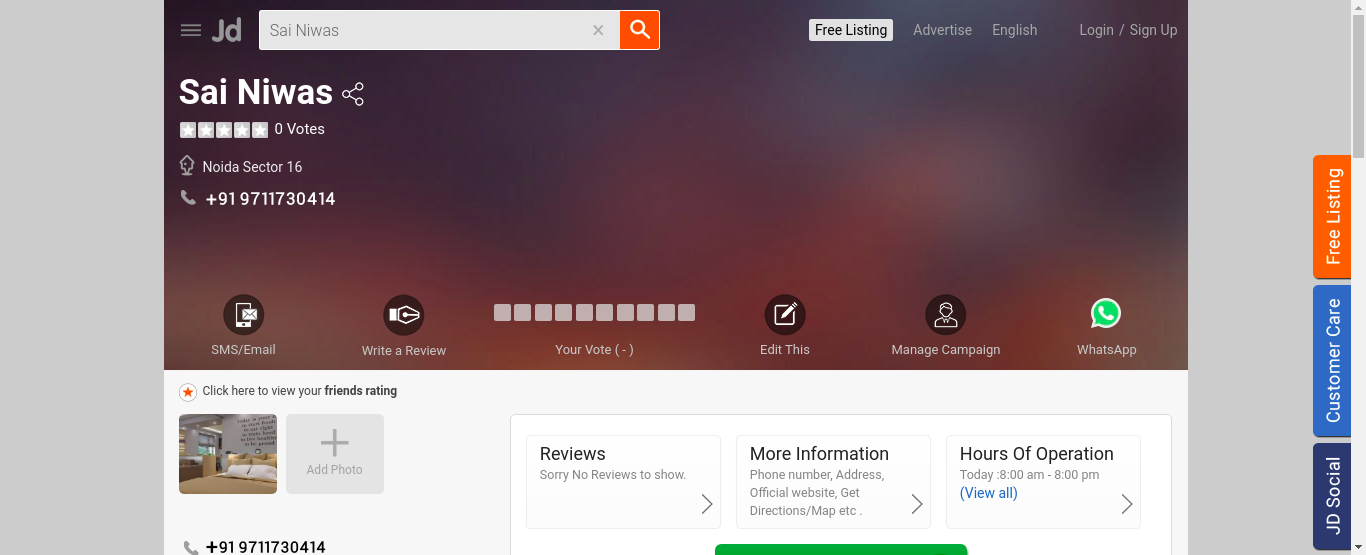 Jd
Sai Niwas
Free Listing
Advertise
English
Login / Sign Up
Sai Niwas
0 Votes
Noida Sector 16
+91 9711730414
SMS/Email
Write a Review
Your Vote ( - )
Edit This
Manage Campaign
WhatsApp
Click here to view your friends rating
Add Photo
Reviews
Sorry No Reviews to show.
More Information
Phone number, Address,
Official website, Get
Directions/Map etc .
Hours Of Operation
Today :8:00 am - 8:00 pm
(View all)
+91 9711730414
Free Listing
Customer Care
JD Social